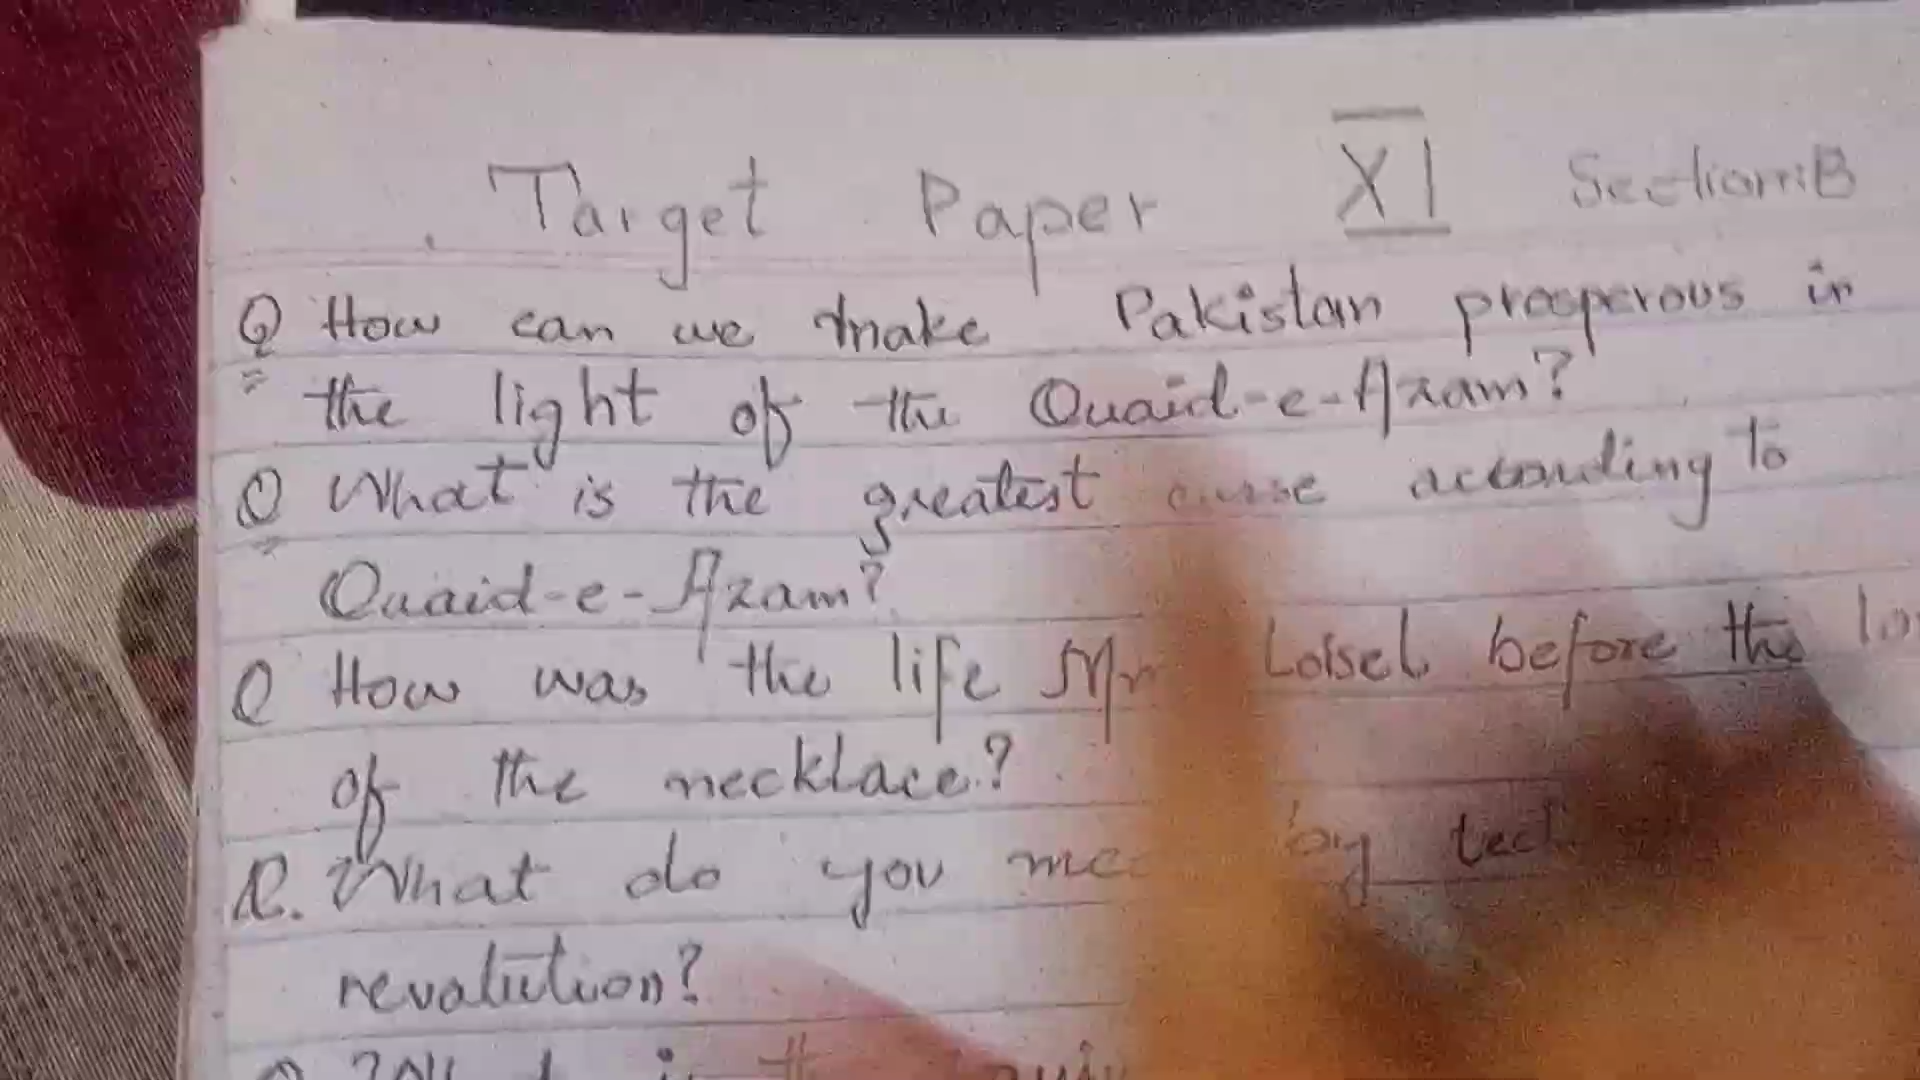 Target Paper XI Section:B
Q How can we make Pakistan prosperous in
the light of the Quaid-e-Azam?
Q What is the greatest curse according to
Quaid-e-Azam?
Q How was the life Loisel before the
of the necklace?
Q. What do you by
revolution?